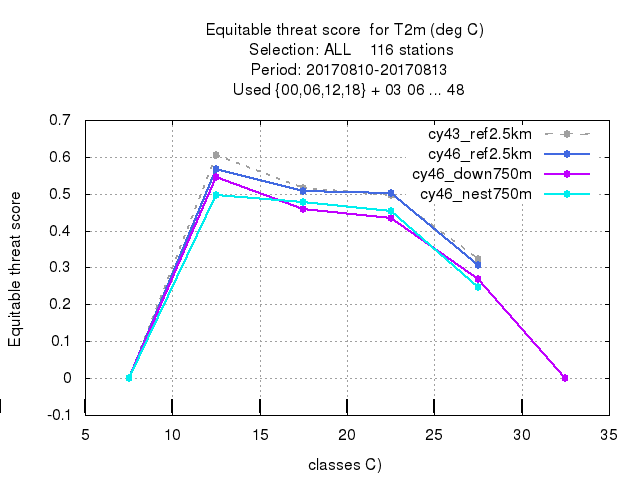 Equitable threat score  for T2m (deg C)
Selection: ALL    116 stations
Period: 20170810-20170813
Used {00,06,12,18} + 03 06 ... 48
0.7
0.6
0.5
0.4
0.3
0.2
0.1
0
-0.1
Equitable threat score
cy43_ref2.5km
cy46_ref2.5km
cy46_down750m
cy46_nest750m
5 10 15 20 25 30 35
classes C)